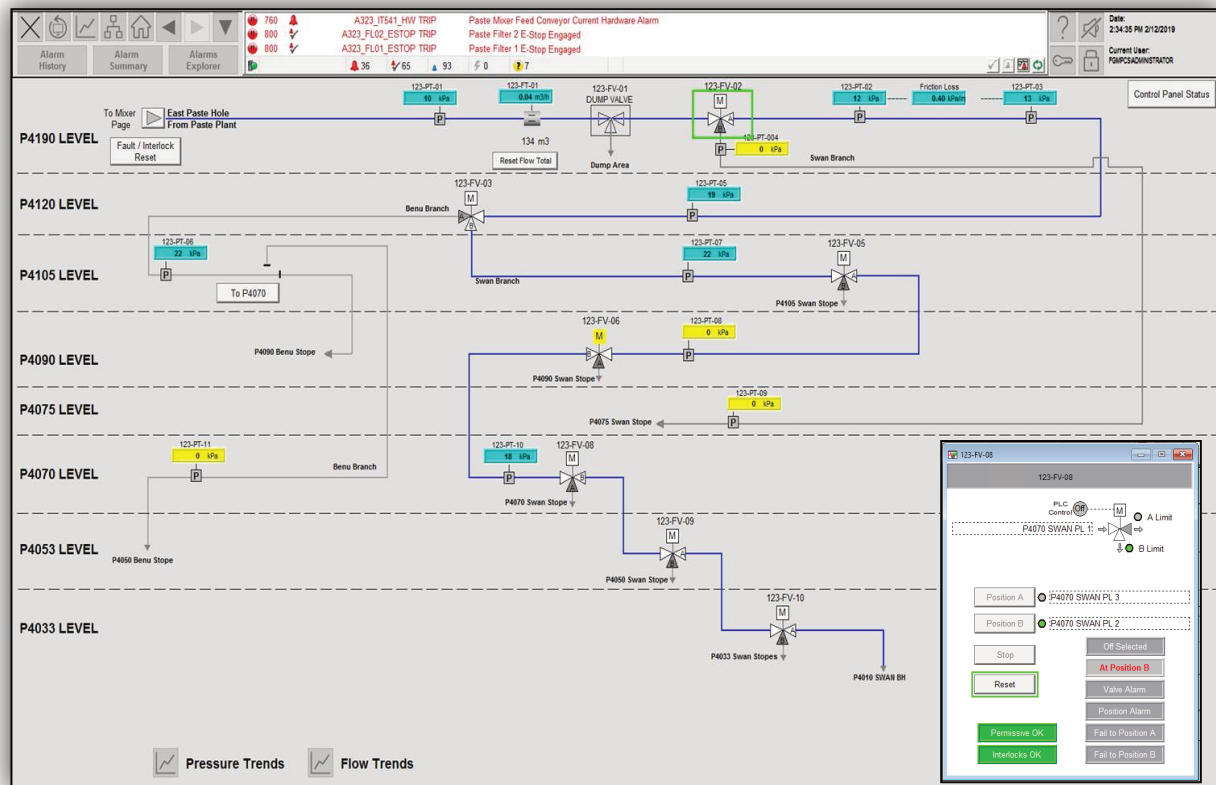 760 A323_IT541_HW TRIP Paste Mixer Feed Conveyor Current Hardware Alarm
800 A323_FL02_ESTOP TRIP Paste Filter 2 E-Stop Engaged
800 A323_FL01_ESTOP TRIP Paste Filter 1 E-Stop Engaged
36 65 93 0 7
Alarm History
Alarm Summary
Alarms Explorer
Date:
2:34:35 PM 2/12/2019
Current User:
FGMPCSADMINISTRATOR
Control Panel Status
P4190 LEVEL
To Mixer Page
East Paste Hole
From Paste Plant
Fault / Interlock Reset
123-PT-01
10 kPa
P
123-FT-01
0.04 m3/h
134 m3
Reset Flow Total
123-FV-01
DUMP VALVE
Dump Area
123-FV-02
M
A
B
123-PT-004
P
0 kPa
Swan Branch
123-PT-02
12 kPa
P
Friction Loss
0.40 kPa/m
123-PT-03
13 kPa
P
P4120 LEVEL
Benu Branch
123-FV-03
M
A
B
123-PT-05
19 kPa
P
P4105 LEVEL
123-PT-06
22 kPa
P
To P4070
Swan Branch
123-PT-07
22 kPa
P
123-FV-05
M
A
B
P4105 Swan Stope
P4090 LEVEL
P4090 Benu Stope
123-FV-06
M
B
A
P4090 Swan Stope
123-PT-08
0 kPa
P
P4075 LEVEL
P4075 Swan Stope
123-PT-09
0 kPa
P
P4070 LEVEL
123-PT-11
0 kPa
P
Benu Branch
123-PT-10
18 kPa
P
123-FV-08
M
B
A
P4070 Swan Stope
P4053 LEVEL
P4050 Benu Stope
123-FV-09
M
A
B
P4050 Swan Stope
P4033 LEVEL
123-FV-10
M
A
B
P4033 Swan Stopes
P4010 SWAN BH
Pressure Trends
Flow Trends
123-FV-08
123-FV-08
PLC
Control
Off
M
A Limit
P4070 SWAN PL 1:
B Limit
Position A :P4070 SWAN PL 3
Position B :P4070 SWAN PL 2
Stop
Reset
Off Selected
At Position B
Valve Alarm
Position Alarm
Permissive OK
Fail to Position A
Interlocks OK
Fail to Position B